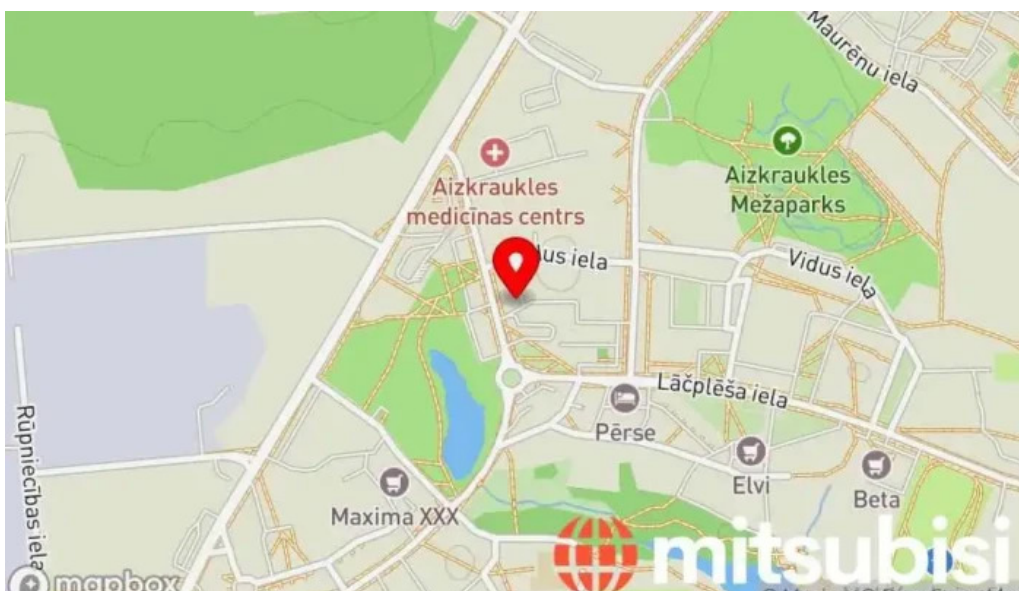 Maurēnu iela
Aizkraukles
medicīnas centrs
Aizkraukles
Mežaparks
dus iela
Vidus iela
Lāčplēša iela
Pērse
Elvi
Beta
Maxima XXX
Rūpniecības iela
mitsubisi
mapbox